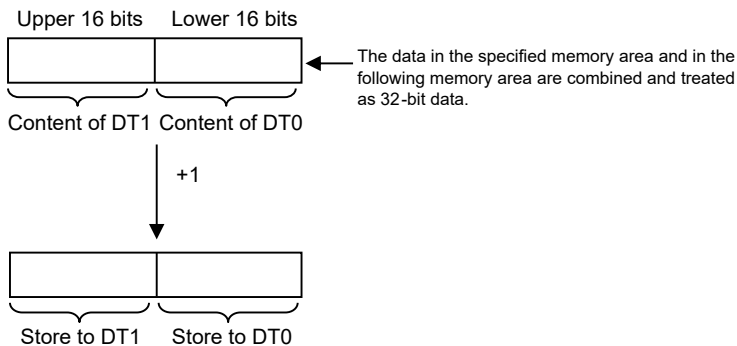 Upper 16 bits Lower 16 bits
The data in the specified memory area and in the
following memory area are combined and treated
as 32-bit data.
Content of DT1 Content of DT0
+1
Store to DT1 Store to DT0